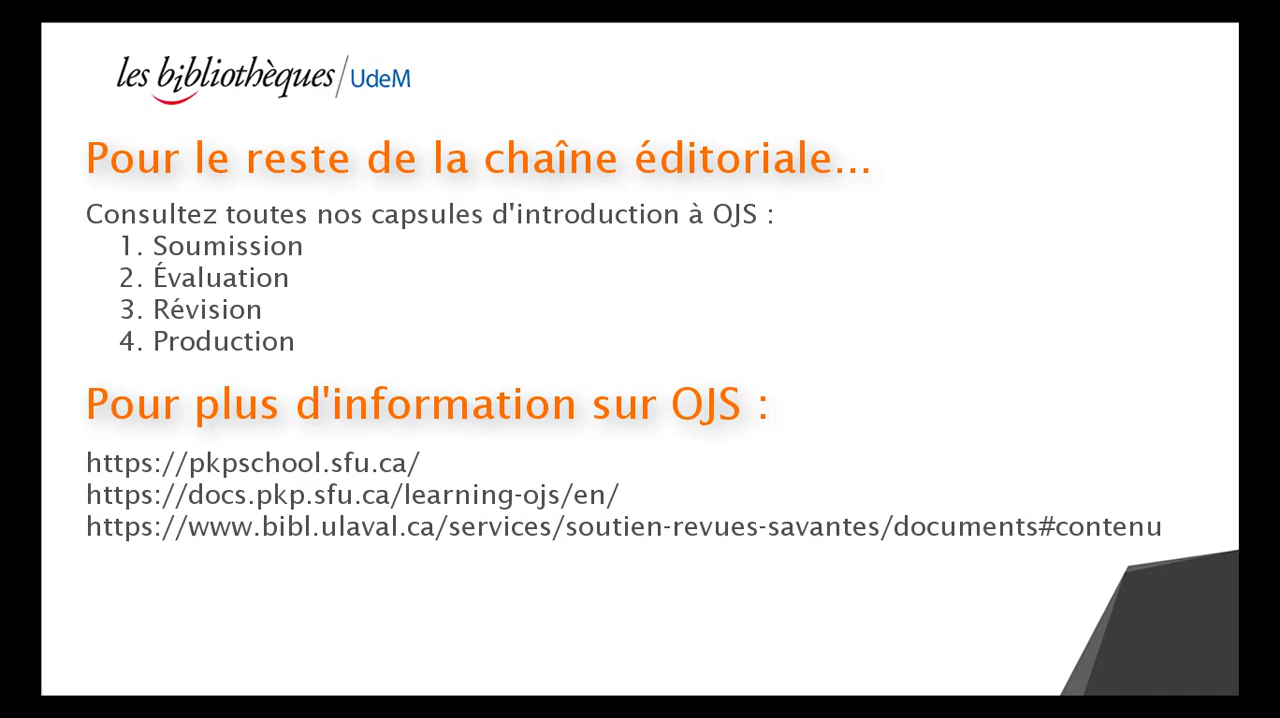 les bibliothèques/UdeM
Pour le reste de la chaîne éditoriale...
Consultez toutes nos capsules d'introduction à OJS :
1. Soumission
2. Évaluation
3. Révision
4. Production
Pour plus d'information sur OJS :
https://pkpschool.sfu.ca/
https://docs.pkp.sfu.ca/learning-ojs/en/
https://www.bibl.ulaval.ca/services/soutien-revues-savantes/documents#contenu